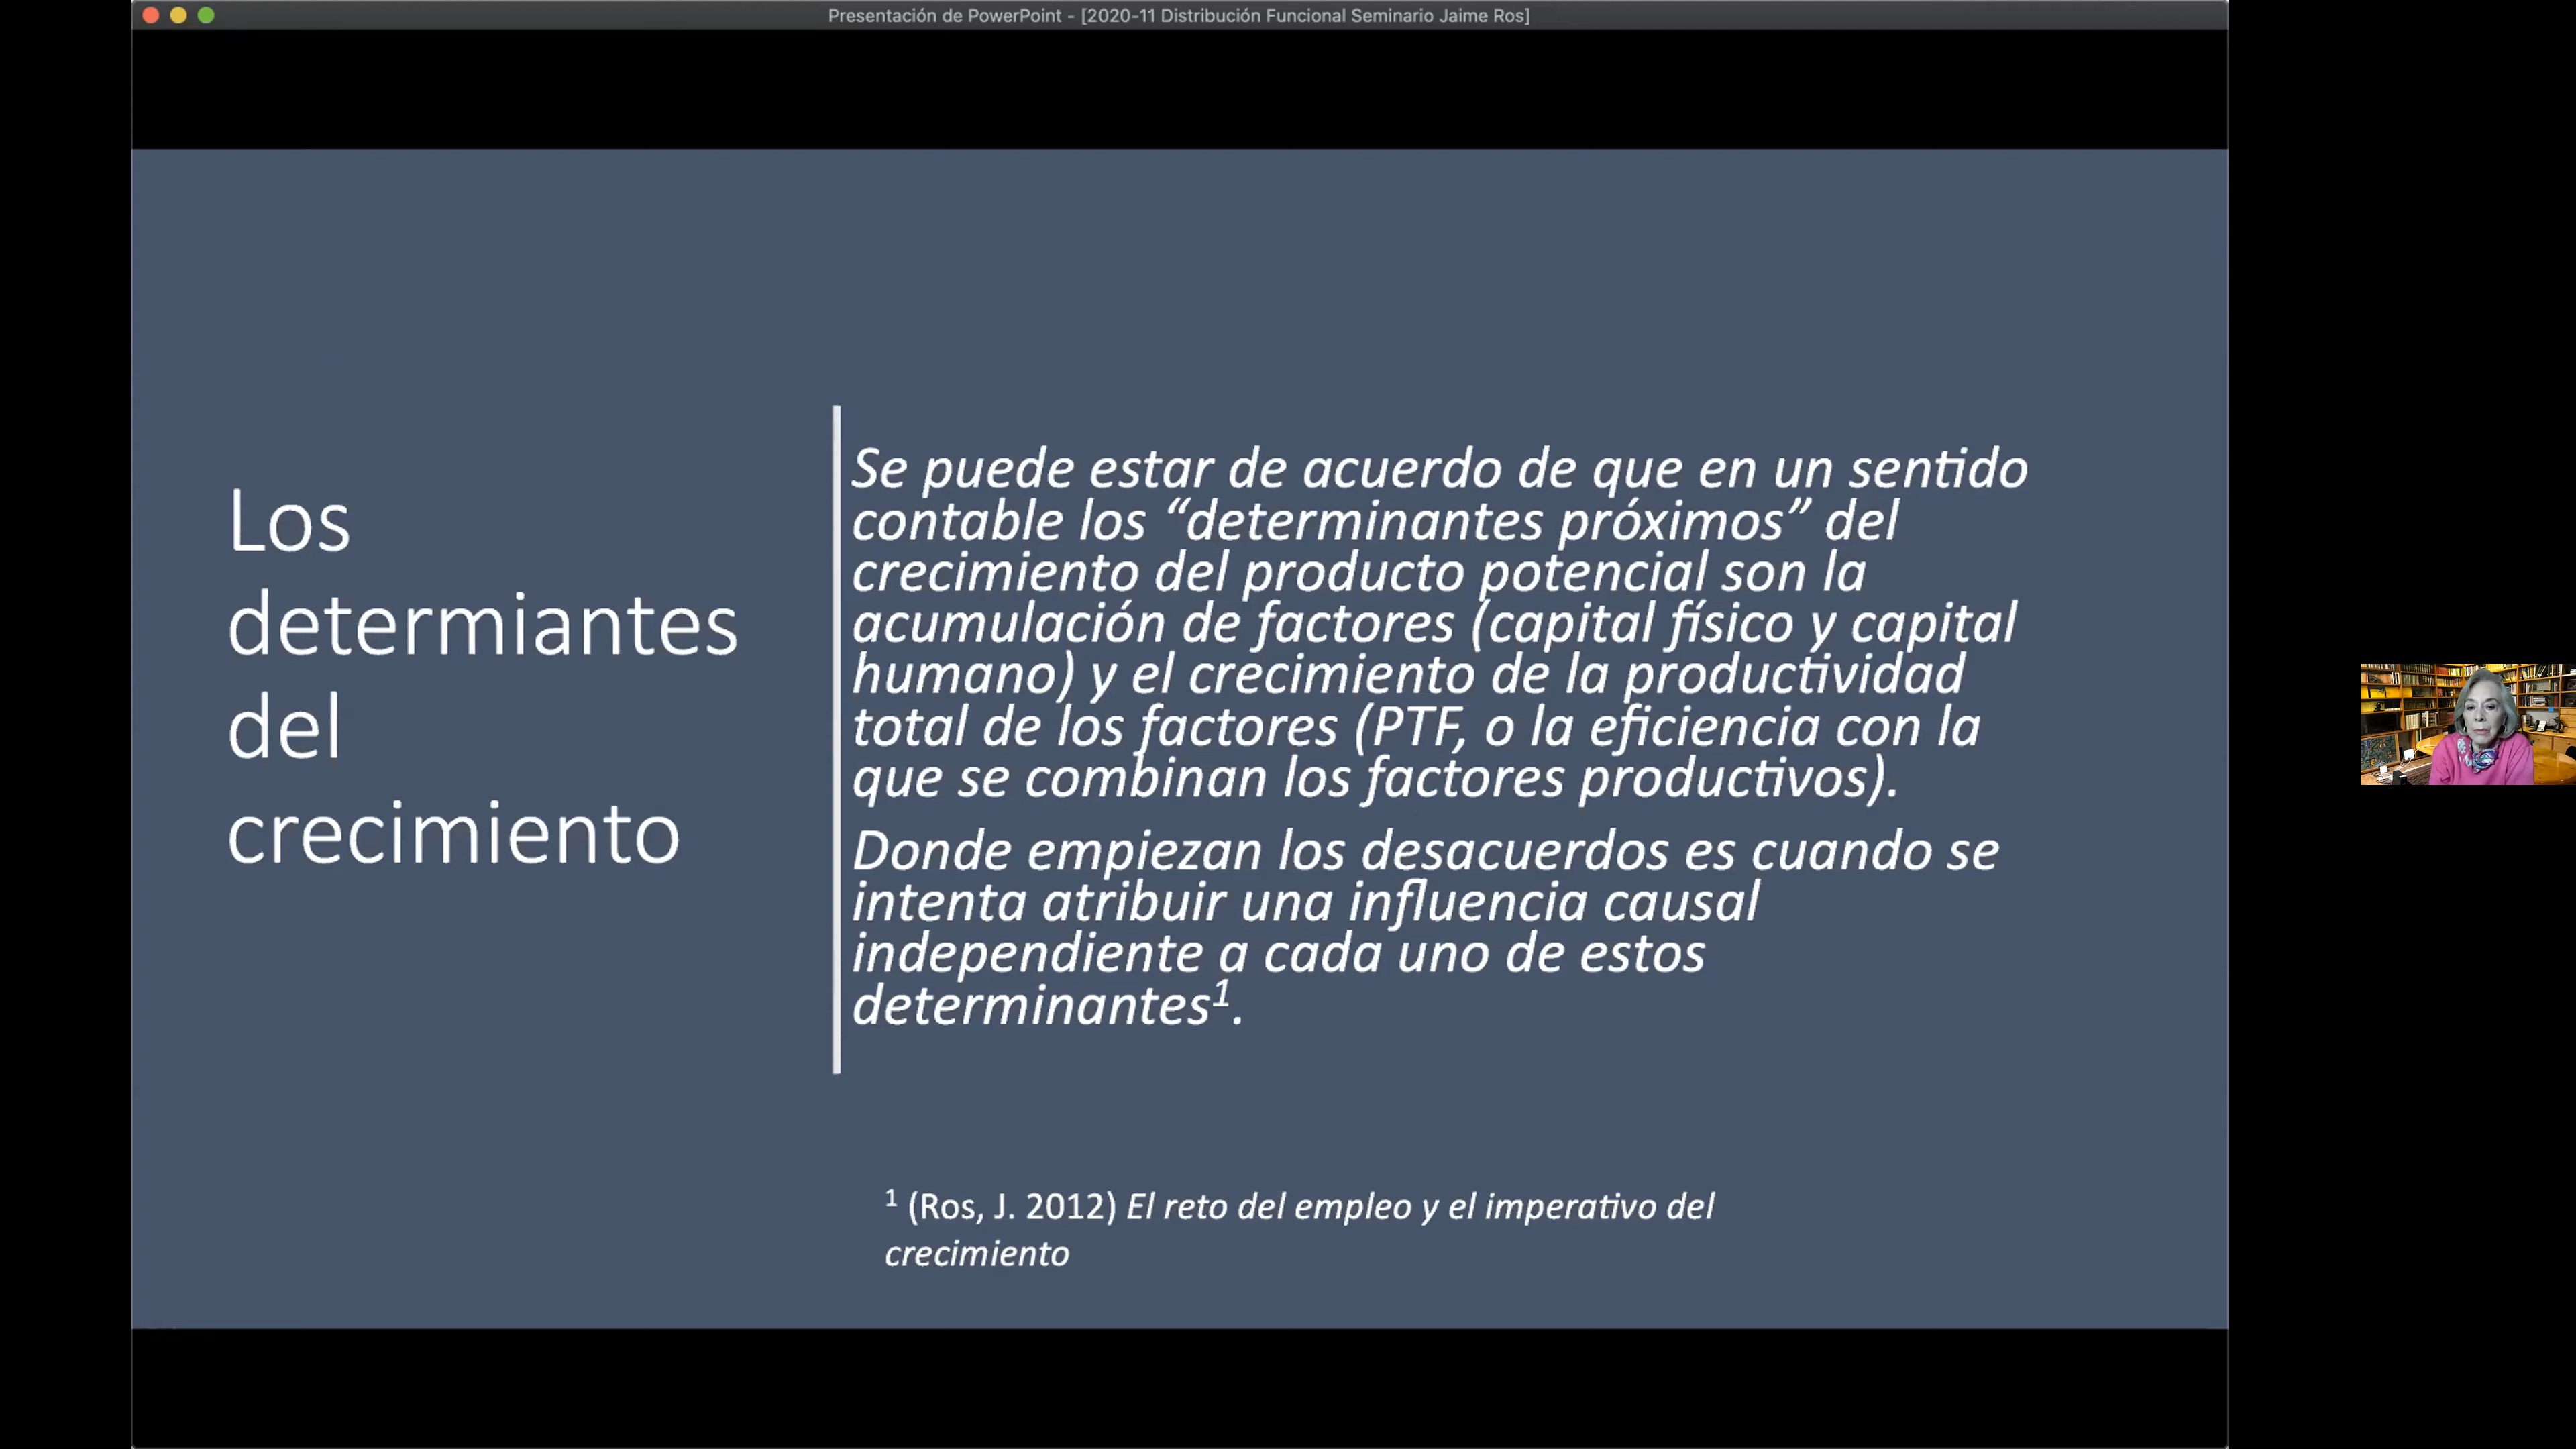 Presentación de PowerPoint - [2020-11 Distribución Funcional Seminario Jaime Ros]
Los
determiantes
del
crecimiento
Se puede estar de acuerdo de que en un sentido
contable los “determinantes próximos” del
crecimiento del producto potencial son la
acumulación de factores (capital físico y capital
humano) y el crecimiento de la productividad
total de los factores (PTF, o la eficiencia con la
que se combinan los factores productivos).
Donde empiezan los desacuerdos es cuando se
intenta atribuir una influencia causal
independiente a cada uno de estos
determinantes¹.
¹ (Ros, J. 2012) El reto del empleo y el imperativo del
crecimiento